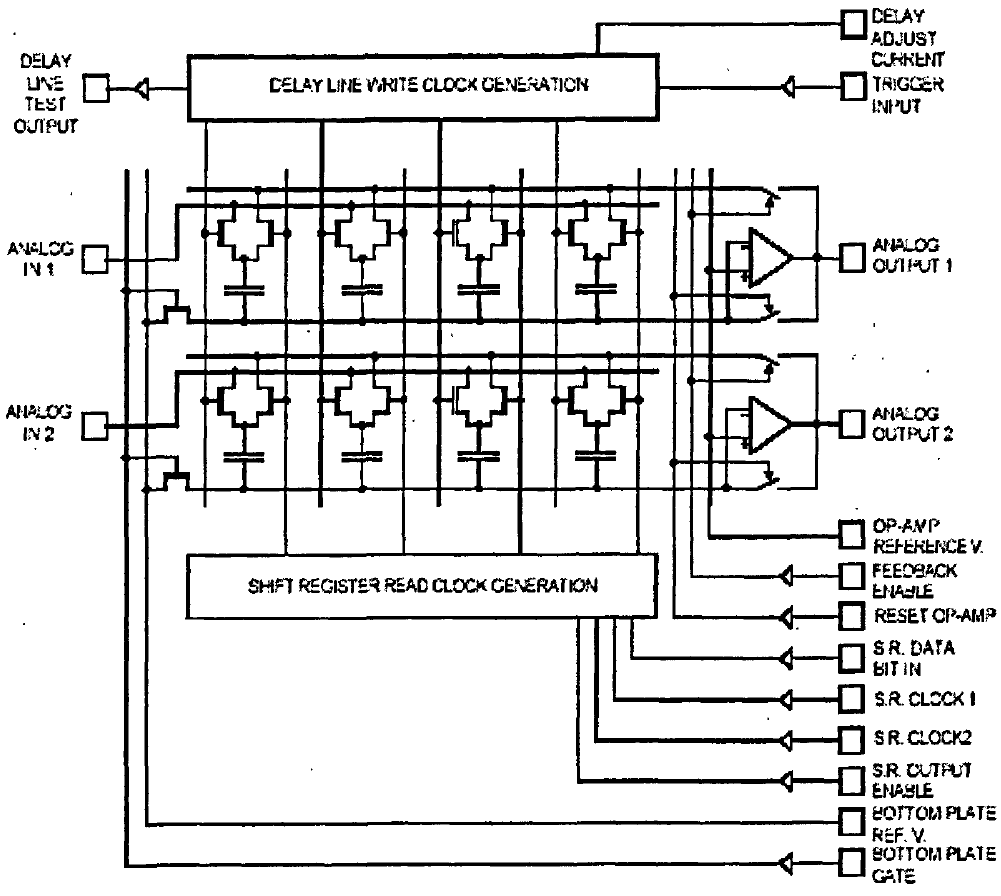 DELAY
ADJUST
CURRENT
DELAY
LINE
TEST
OUTPUT
DELAY LINE WRITE CLOCK GENERATION
TRIGGER
INPUT
ANALOG
IN 1
ANALOG
OUTPUT 1
ANALOG
IN 2
ANALOG
OUTPUT 2
OP-AMP
REFERENCE V.
SHIFT REGISTER READ CLOCK GENERATION
FEEDBACK
ENABLE
RESET OP-AMP
S.R. DATA
BIT IN
S.R. CLOCK 1
S.R. CLOCK2
S.R. OUTPUT
ENABLE
BOTTOM PLATE
REF. V.
BOTTOM PLATE
GATE